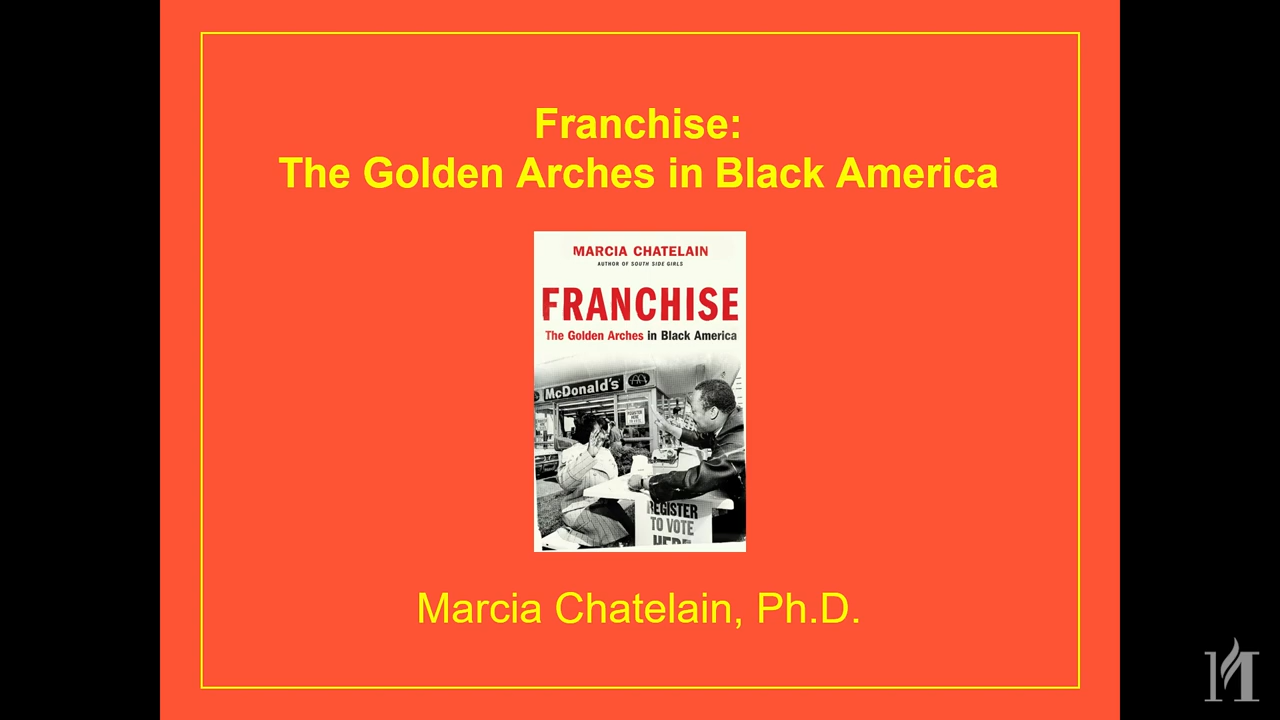 Franchise:
The Golden Arches in Black America
MARCIA CHATELAIN
AUTHOR OF SOUTH SIDE GIRLS
FRANCHISE
The Golden Arches in Black America
McDonald's
REGISTER
TO VOTE
HERE
Marcia Chatelain, Ph.D.